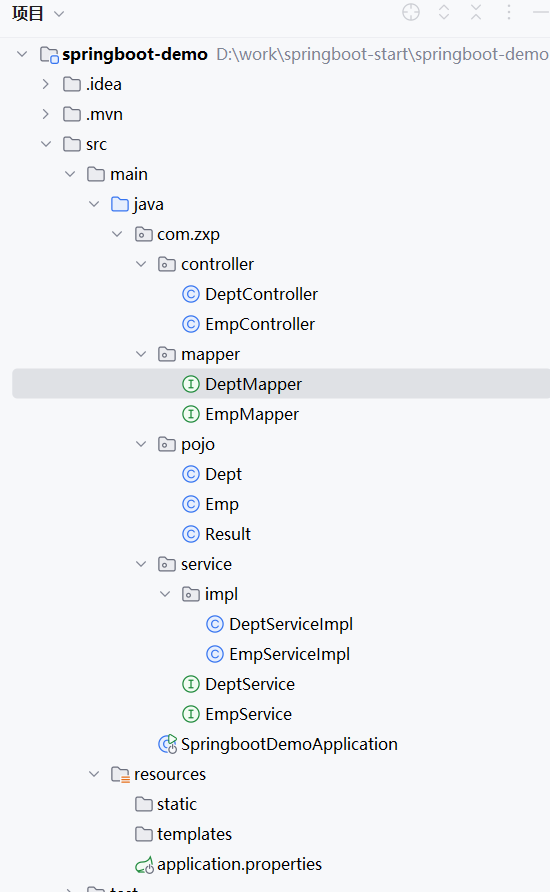 项目
springboot-demo D:\work\springboot-start\springboot-demo
.idea
.mvn
src
main
java
com.zxp
controller
DeptController
EmpController
mapper
DeptMapper
EmpMapper
pojo
Dept
Emp
Result
service
impl
DeptServiceImpl
EmpServiceImpl
DeptService
EmpService
SpringbootDemoApplication
resources
static
templates
application.properties
test